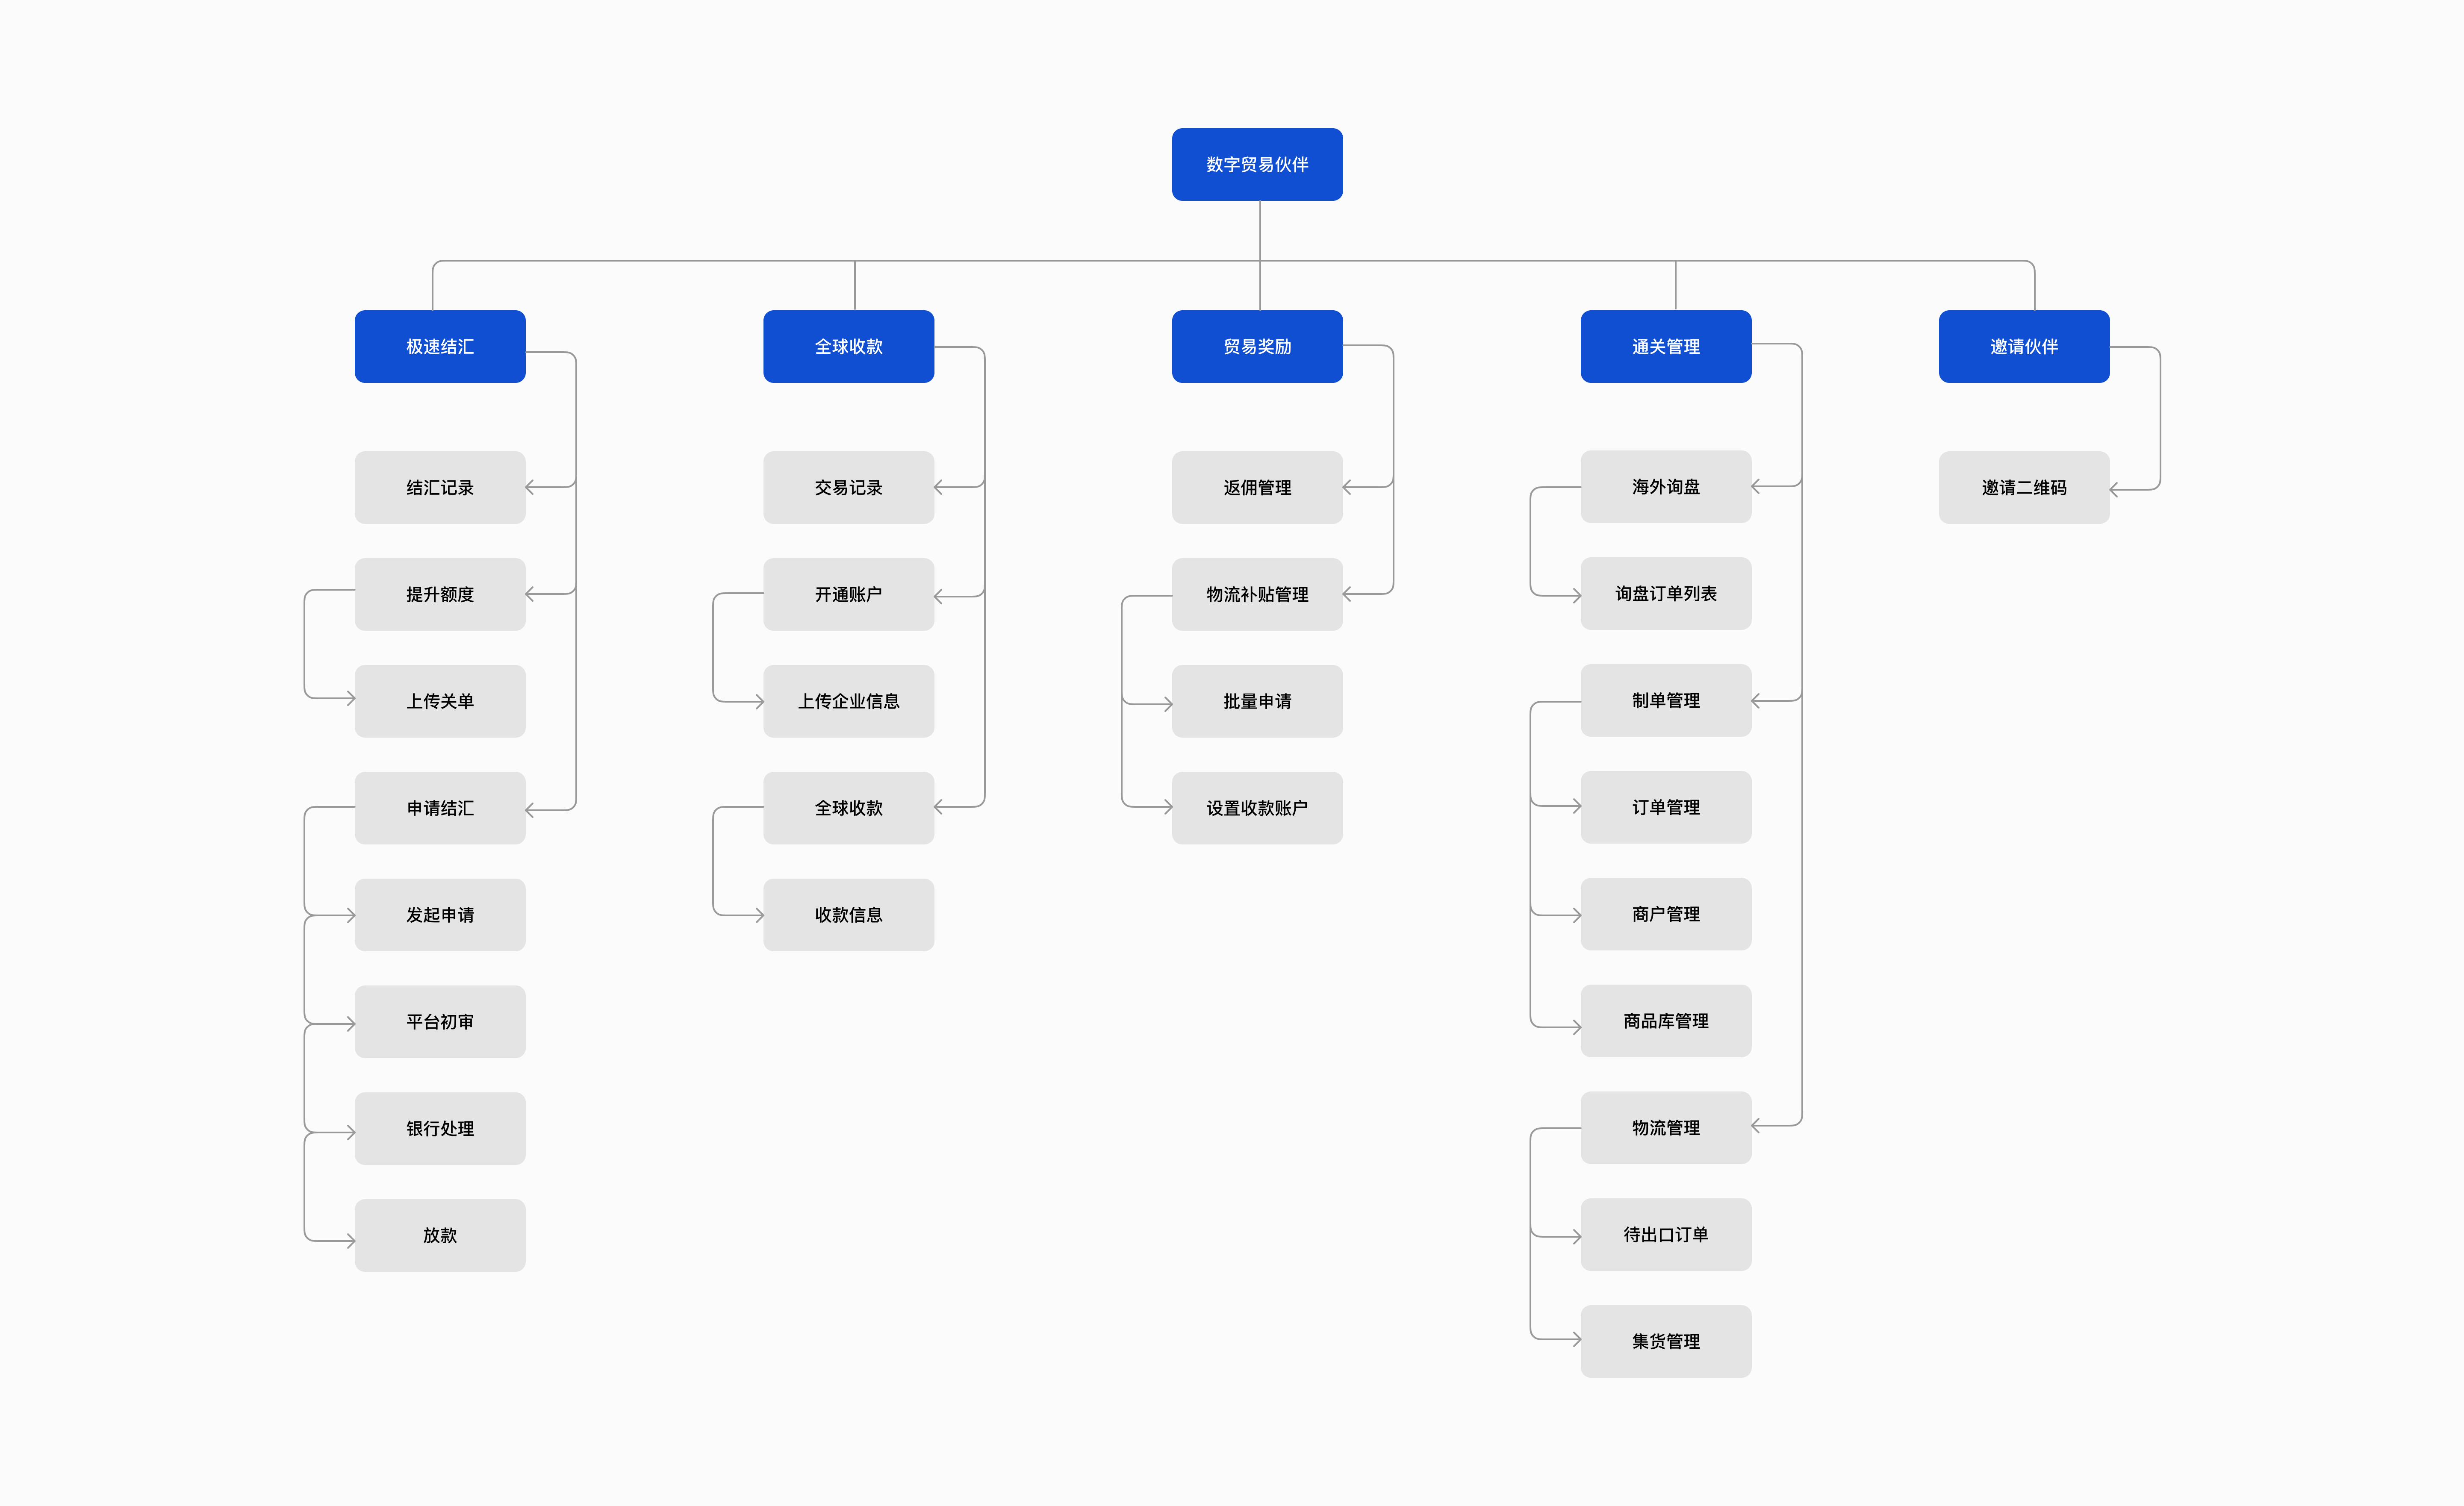 数字贸易伙伴
极速结汇
全球收款
贸易奖励
通关管理
邀请伙伴
结汇记录
提升额度
上传关单
申请结汇
发起申请
平台初审
银行处理
放款
交易记录
开通账户
上传企业信息
全球收款
收款信息
返佣管理
物流补贴管理
批量申请
设置收款账户
海外询盘
询盘订单列表
制单管理
订单管理
商户管理
商品库管理
物流管理
待出口订单
集货管理
邀请二维码